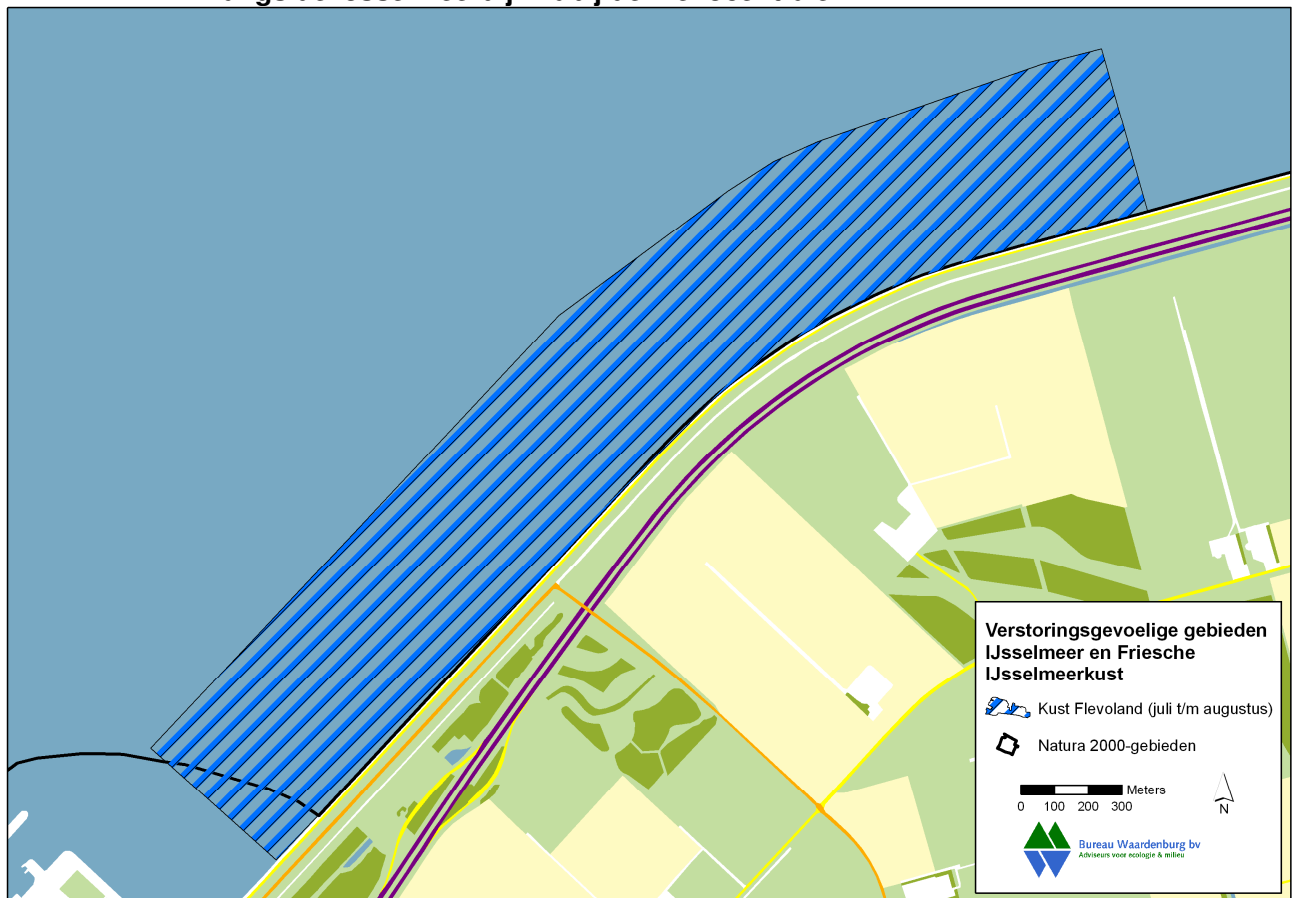 Verstoringsgevoelige gebieden
IJsselmeer en Friesche
IJsselmeerkust
Kust Flevoland (juli t/m augustus)
Natura 2000-gebieden
Meters
0 100 200 300
N
Bureau Waardenburg bv
Adviseurs voor ecologie & milieu